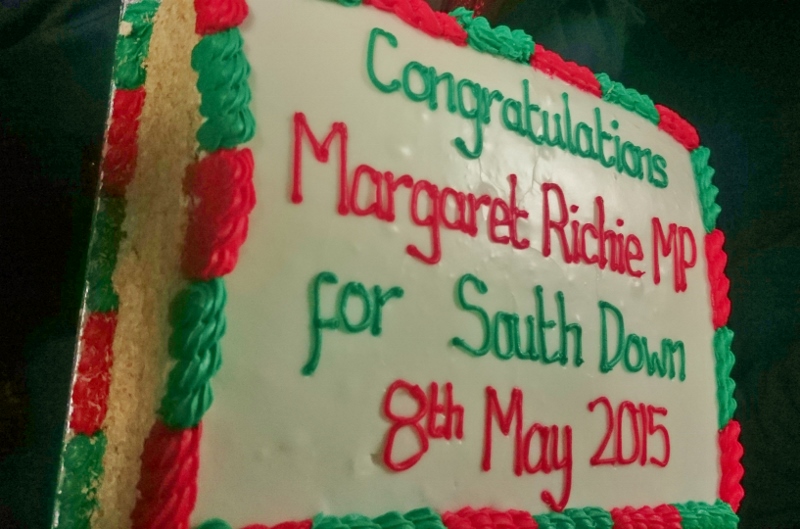 Congratulations
Margaret Richie MP
for South Down
8th May 2015